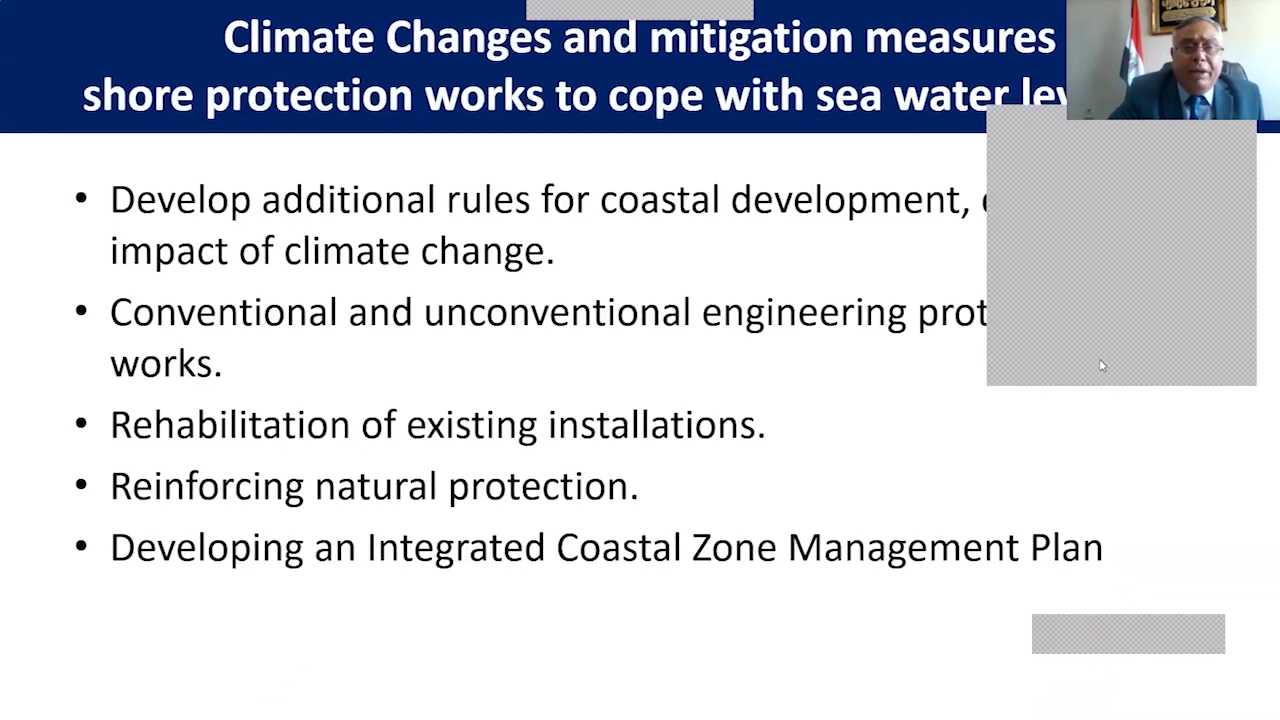 Climate Changes and mitigation measures
shore protection works to cope with sea water
• Develop additional rules for coastal development,
impact of climate change.
• Conventional and unconventional engineering
works.
• Rehabilitation of existing installations.
• Reinforcing natural protection.
• Developing an Integrated Coastal Zone Management Plan